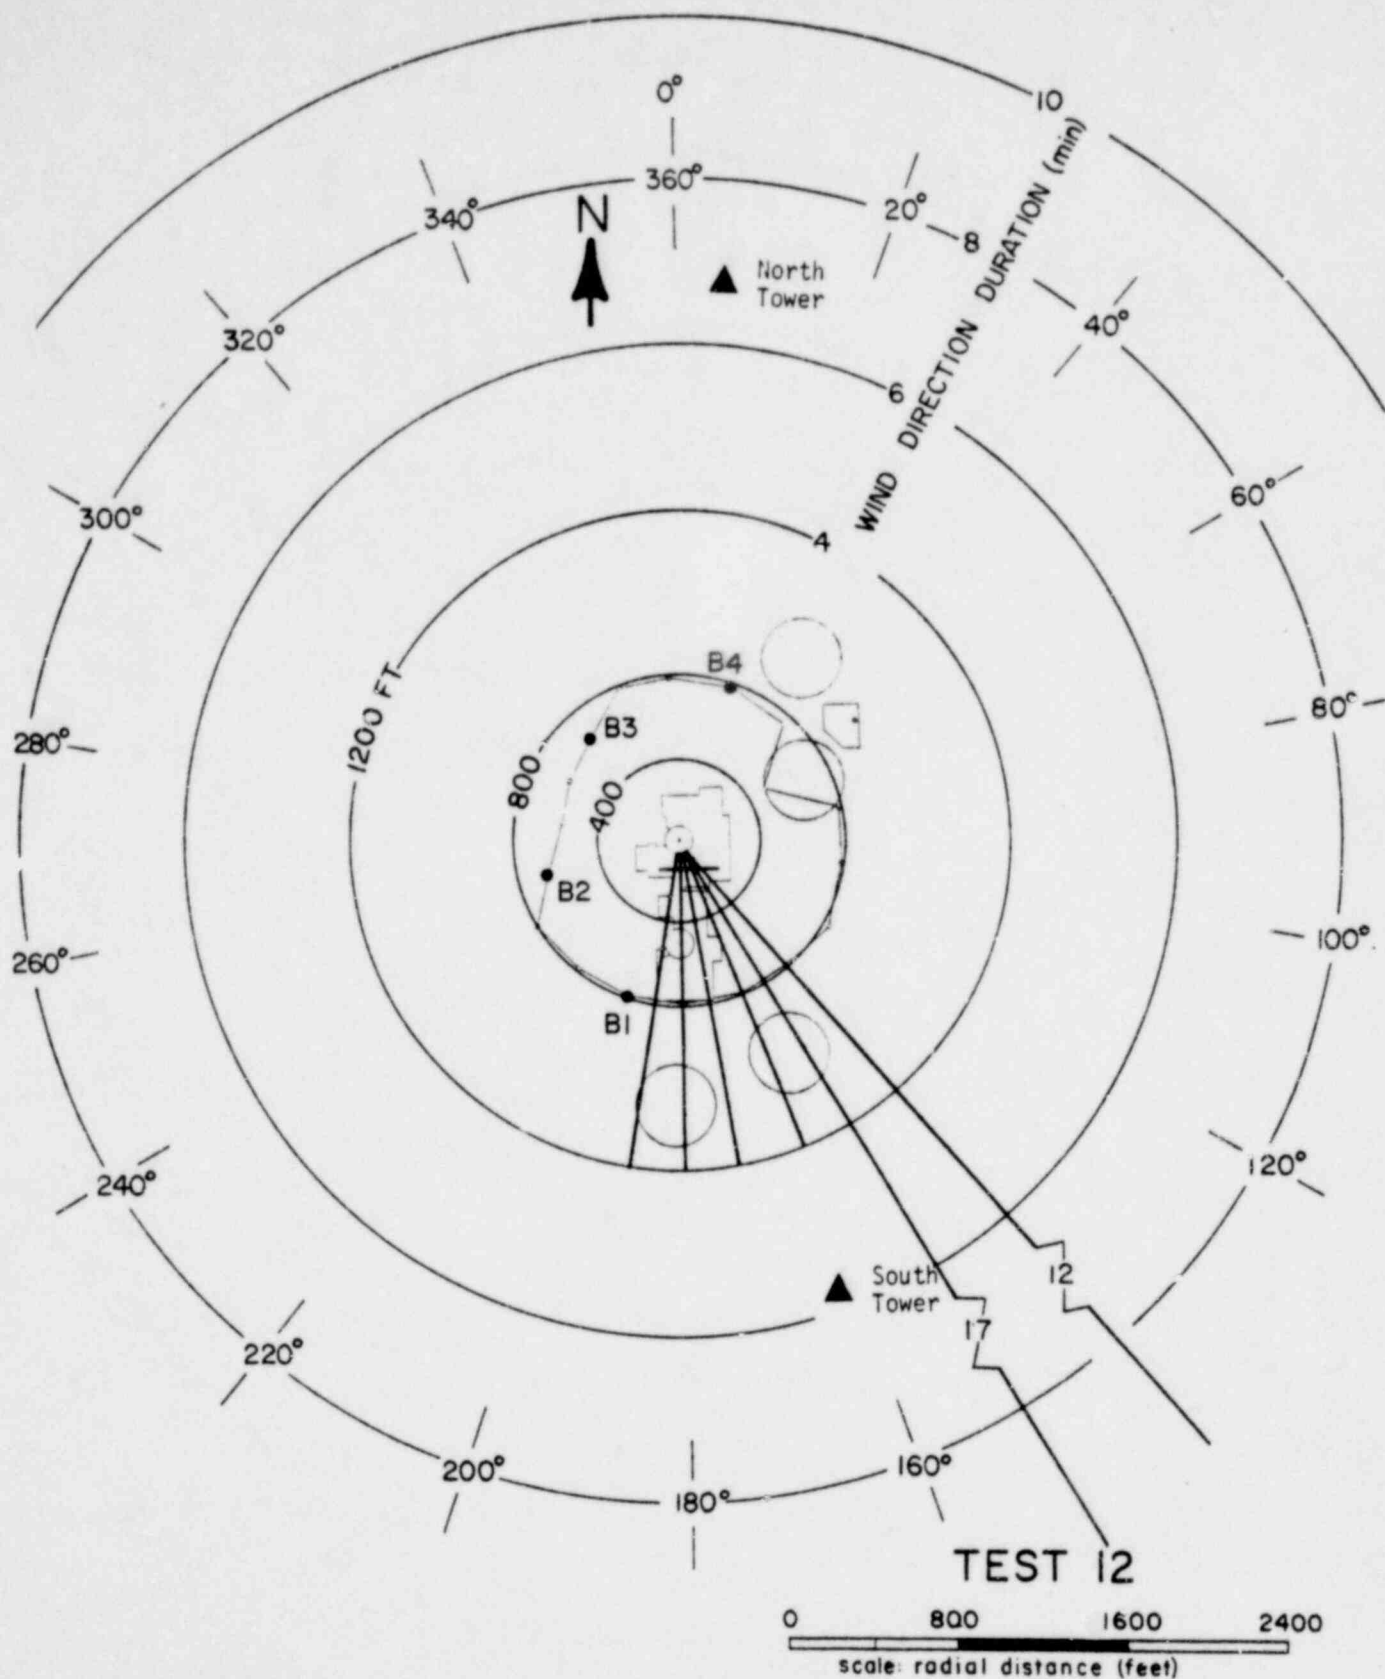 10
0°
360°
20°
340°
N
8
North
Tower
WIND DIRECTION DURATION (min)
40°
320°
6
60°
300°
4
B4
1200 FT
80°
B3
280°
800
400
B2
100°
260°
B1
120°
240°
South
Tower
12
17
220°
160°
200°
180°
TEST 12
0 800 1600 2400
scale: radial distance (feet)